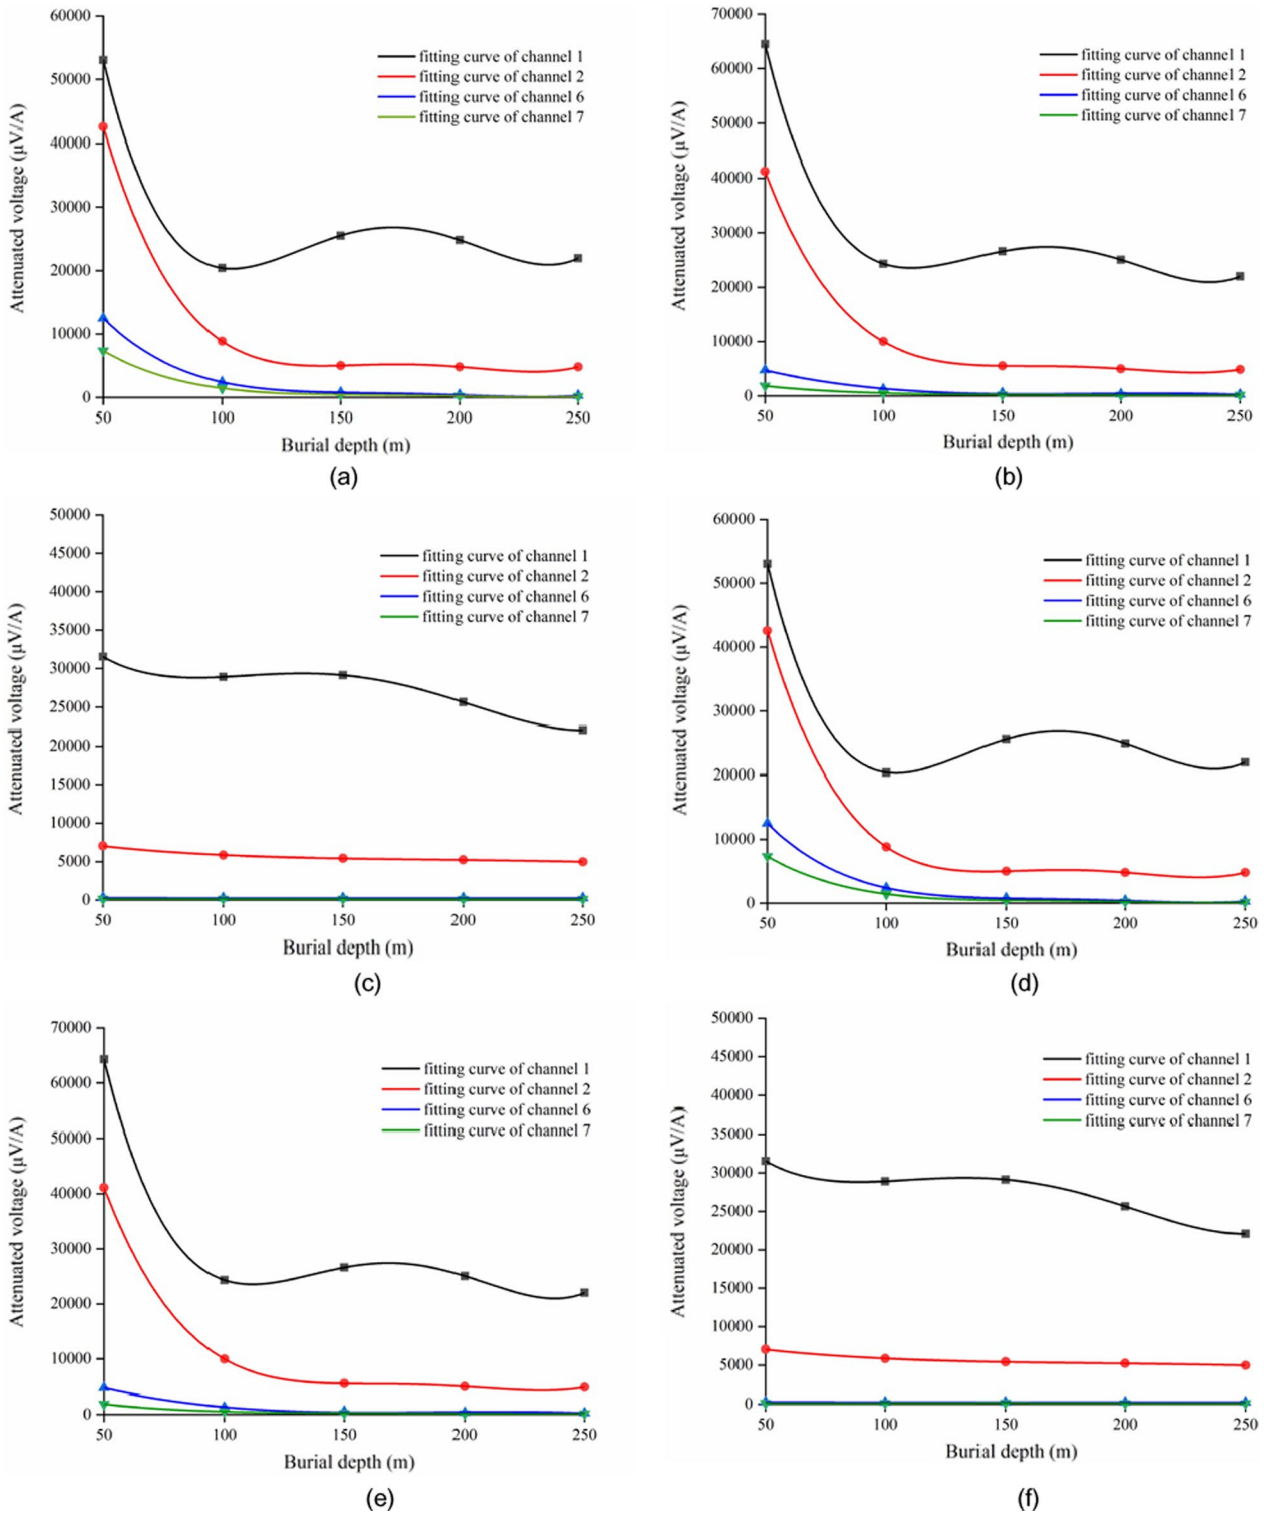 60000
50000
40000
30000
20000
10000
0
50 100 150 200 250
Attenuated voltage (μV/A)
Burial depth (m)
fitting curve of channel 1
fitting curve of channel 2
fitting curve of channel 6
fitting curve of channel 7
(a)
70000
60000
50000
40000
30000
20000
10000
0
50 100 150 200 250
Attenuated voltage (μV/A)
Burial depth (m)
fitting curve of channel 1
fitting curve of channel 2
fitting curve of channel 6
fitting curve of channel 7
(b)
50000
45000
40000
35000
30000
25000
20000
15000
10000
5000
0
50 100 150 200 250
Attenuated voltage (μV/A)
Burial depth (m)
fitting curve of channel 1
fitting curve of channel 2
fitting curve of channel 6
fitting curve of channel 7
(c)
60000
50000
40000
30000
20000
10000
0
50 100 150 200 250
Attenuated voltage (μV/A)
Burial depth (m)
fitting curve of channel 1
fitting curve of channel 2
fitting curve of channel 6
fitting curve of channel 7
(d)
70000
60000
50000
40000
30000
20000
10000
0
50 100 150 200 250
Attenuated voltage (μV/A)
Burial depth (m)
fitting curve of channel 1
fitting curve of channel 2
fitting curve of channel 6
fitting curve of channel 7
(e)
50000
45000
40000
35000
30000
25000
20000
15000
10000
5000
0
50 100 150 200 250
Attenuated voltage (μV/A)
Burial depth (m)
fitting curve of channel 1
fitting curve of channel 2
fitting curve of channel 6
fitting curve of channel 7
(f)